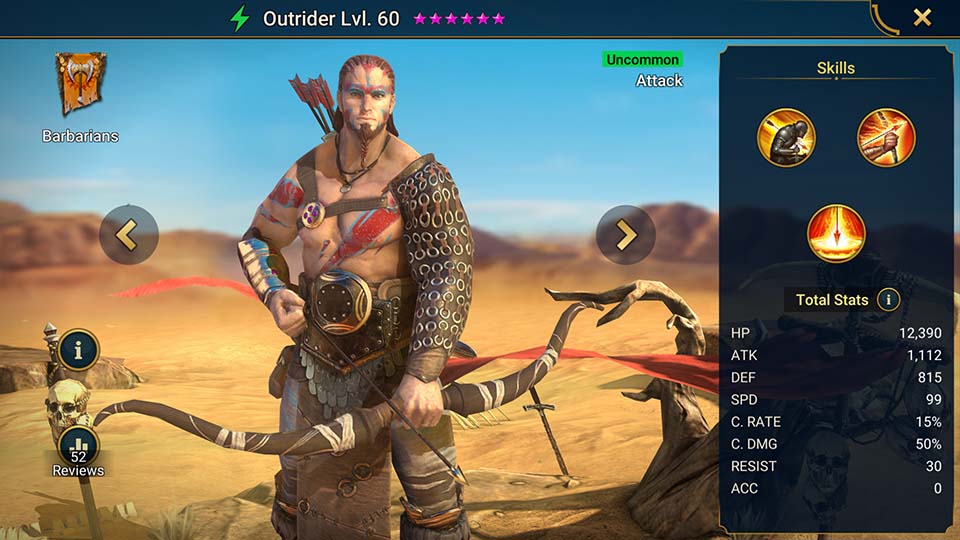 Outrider Lvl. 60
Barbarians
Uncommon
Attack
52
Reviews
Skills
Total Stats
HP 12,390
ATK 1,112
DEF 815
SPD 99
C. RATE 15%
C. DMG 50%
RESIST 30
ACC 0